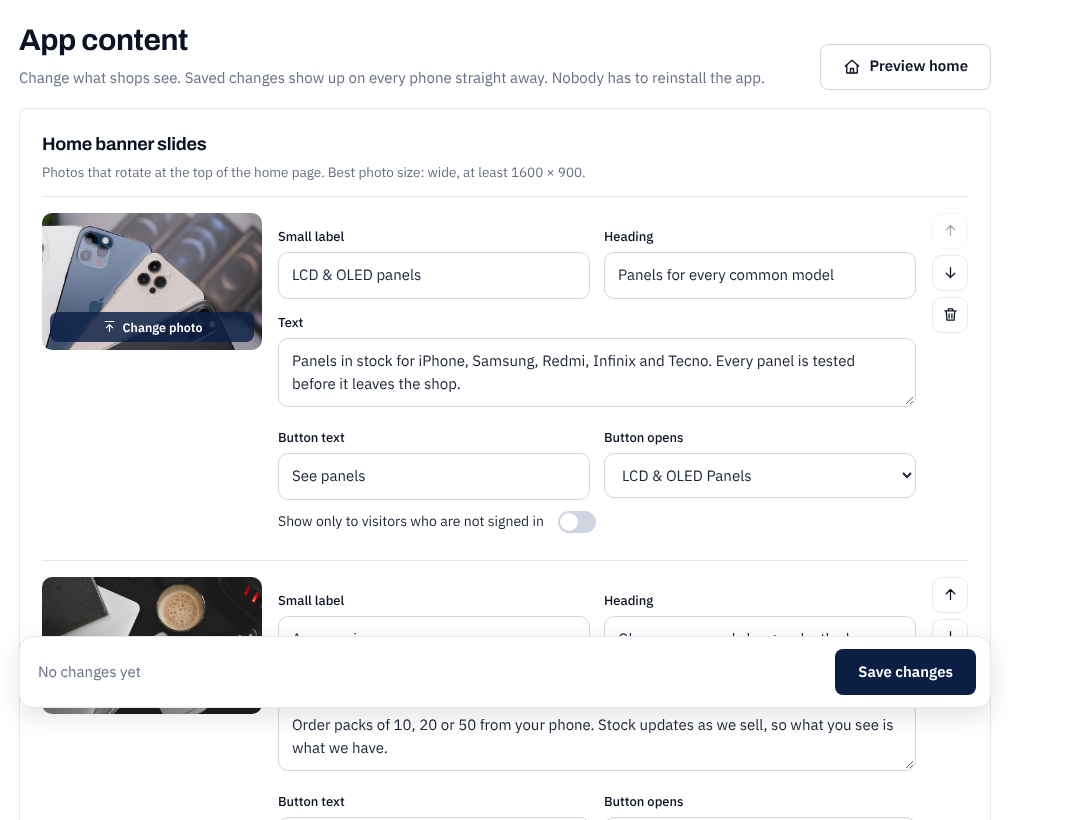 App content
Change what shops see. Saved changes show up on every phone straight away. Nobody has to reinstall the app.
Preview home
Home banner slides
Photos that rotate at the top of the home page. Best photo size: wide, at least 1600 × 900.
Change photo
Small label
Heading
LCD & OLED panels
Panels for every common model
Text
Panels in stock for iPhone, Samsung, Redmi, Infinix and Tecno. Every panel is tested
before it leaves the shop.
Button text
Button opens
See panels
LCD & OLED Panels
Show only to visitors who are not signed in
Small label
Heading
No changes yet
Save changes
Order packs of 10, 20 or 50 from your phone. Stock updates as we sell, so what you see is
what we have.
Button text
Button opens